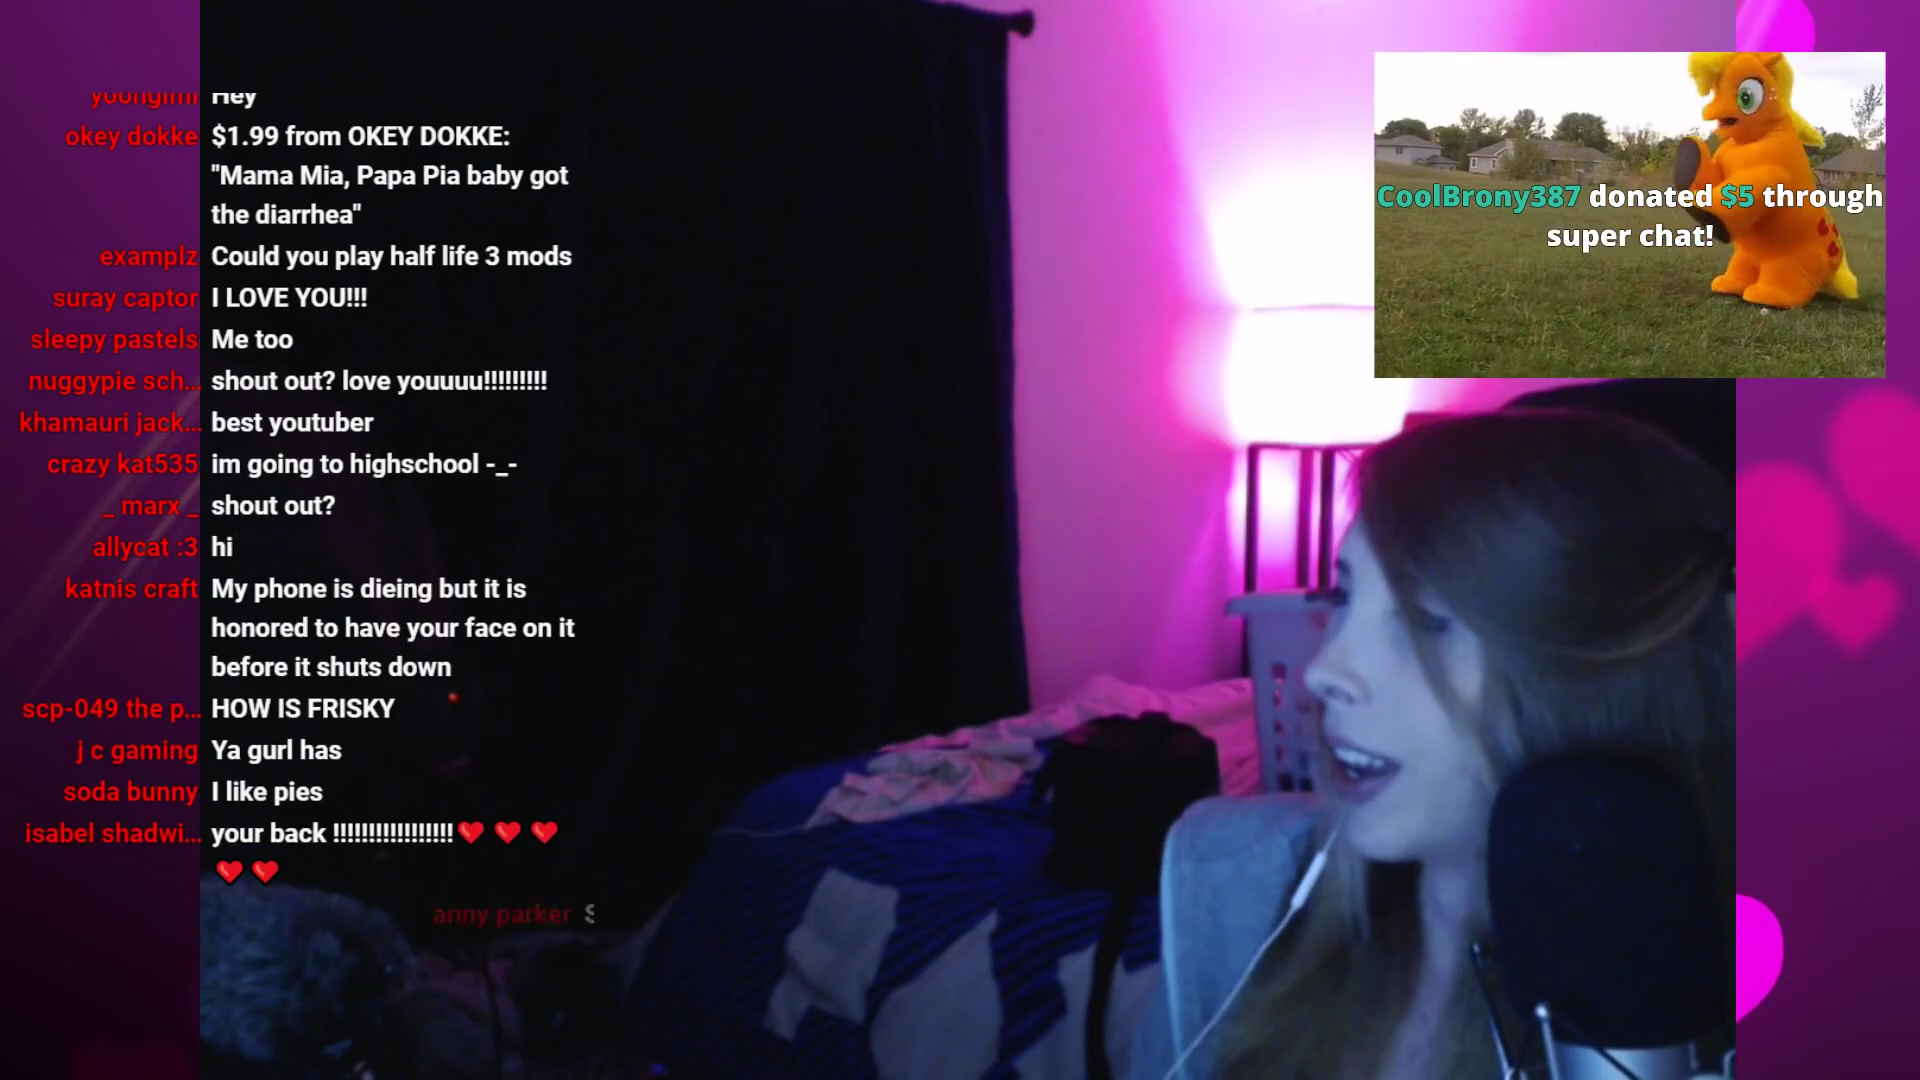 Hey
okey dokke $1.99 from OKEY DOKKE:
"Mama Mia, Papa Pia baby got
the diarrhea"
examplz Could you play half life 3 mods
suray captor I LOVE YOU!!!
sleepy pastels Me too
nuggypie sch... shout out? love youuuu!!!!!!!!!
khamauri jack... best youtuber
crazy kat535 im going to highschool -_-
_ marx _ shout out?
allycat :3 hi
katnis craft My phone is dieing but it is
honored to have your face on it
before it shuts down
scp-049 the p... HOW IS FRISKY
j c gaming Ya gurl has
soda bunny I like pies
isabel shadwi... your back !!!!!!!!!!!!!!!!!❤️ ❤️ ❤️
❤️ ❤️
anny parker
CoolBrony387 donated $5 through
super chat!